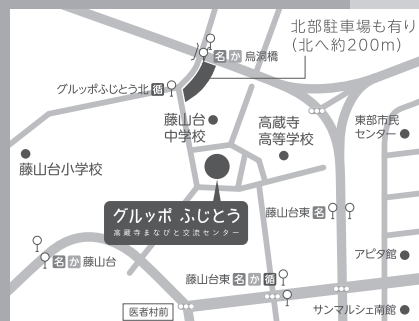 北部駐車場も有り
(北へ約200m)
名 か 鳥洞橋
グルッポふじとう北 循
藤山台
中学校
高蔵寺
高等学校
東部市民
センター
藤山台小学校
グルッポ ふじとう
高蔵寺まなびと交流センター
藤山台東 名
名 か 藤山台
アピタ館
藤山台東 名 か 循
医者村前
サンマルシェ南館